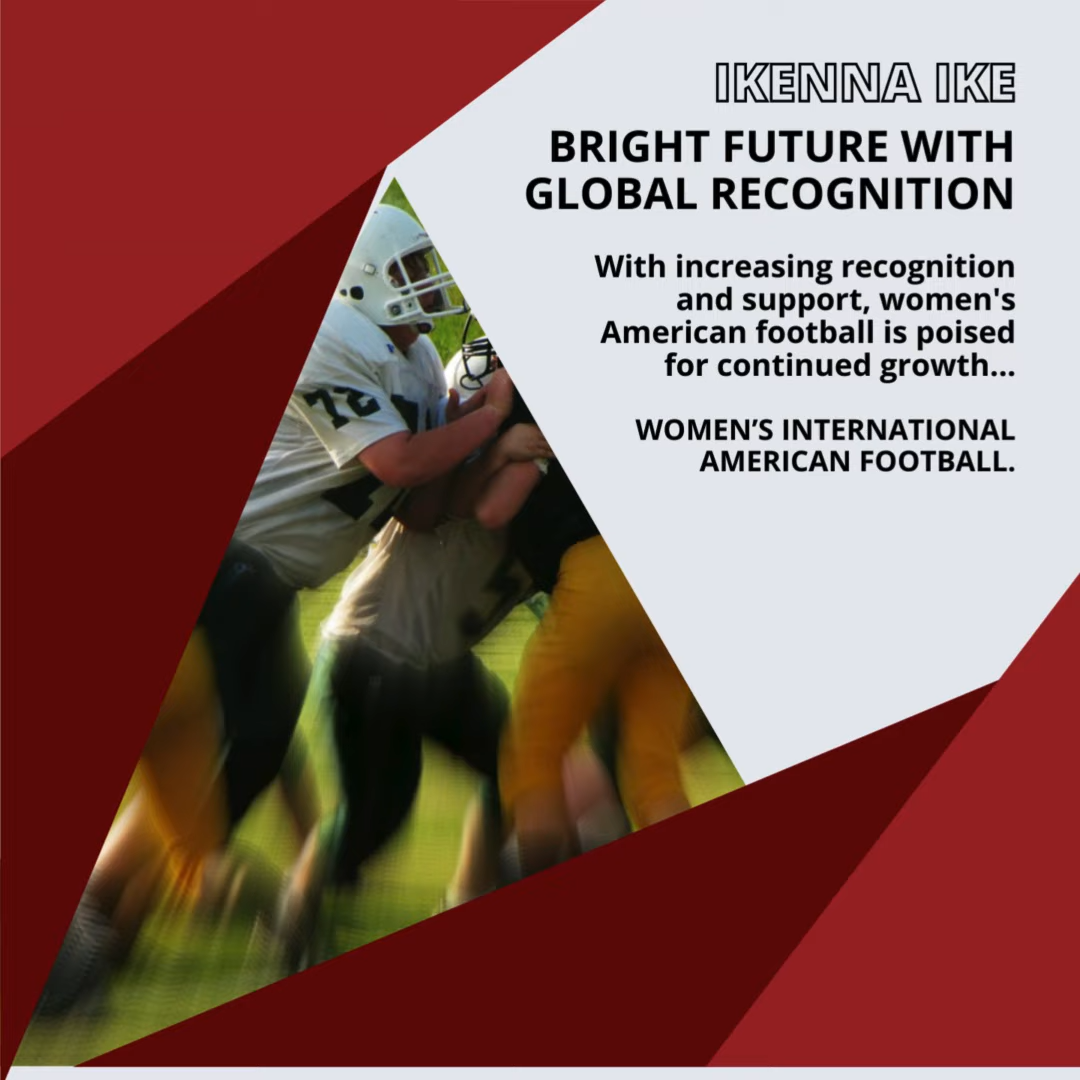 IKENNA IKE
BRIGHT FUTURE WITH
GLOBAL RECOGNITION
With increasing recognition
and support, women's
American football is poised
for continued growth...
WOMEN’S INTERNATIONAL
AMERICAN FOOTBALL.
72